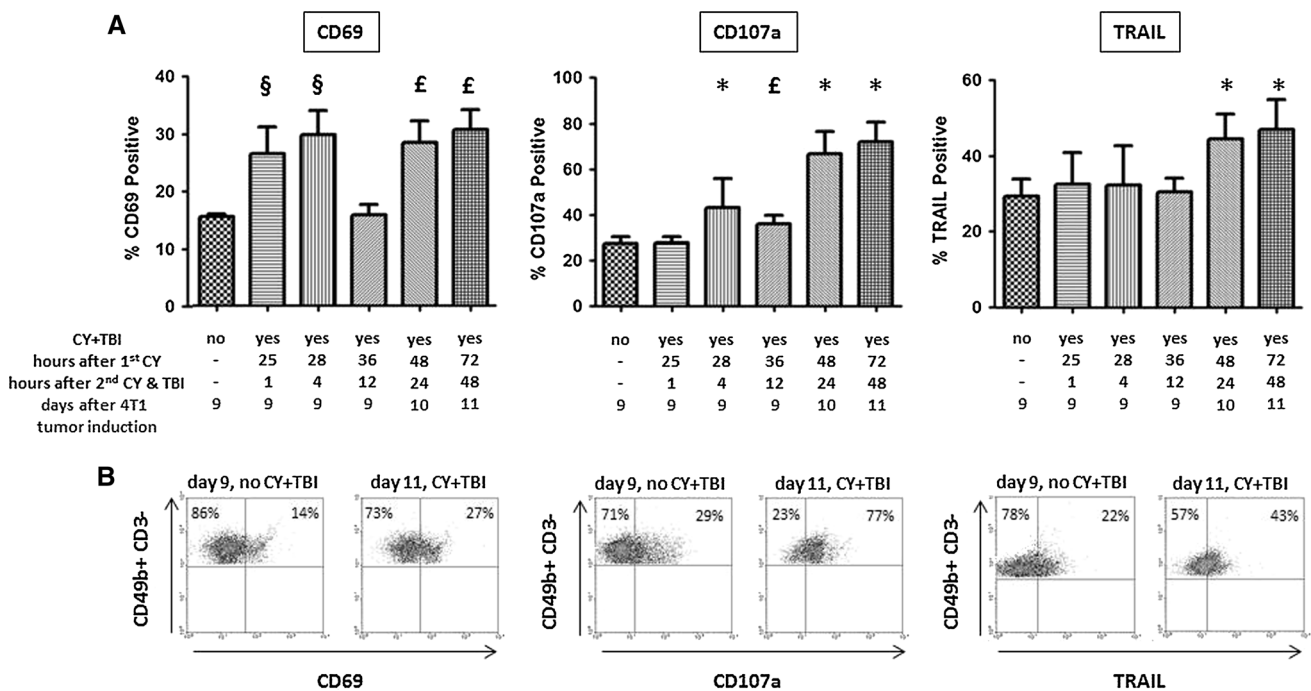 A
CD69
CD107a
TRAIL
% CD69 Positive
40
30
20
10
0
§ § £ £
% CD107a Positive
100
80
60
40
20
0
* £ * *
% TRAIL Positive
60
40
20
0
* *
CY+TBI no yes yes yes yes yes no yes yes yes yes yes no yes yes yes yes yes
hours after 1st CY - 25 28 36 48 72 - 25 28 36 48 72 - 25 28 36 48 72
hours after 2nd CY & TBI - 1 4 12 24 48 - 1 4 12 24 48 - 1 4 12 24 48
days after 4T1 9 9 9 9 10 11 9 9 9 9 10 11 9 9 9 9 10 11
tumor induction
B
day 9, no CY+TBI
day 11, CY+TBI
day 9, no CY+TBI
day 11, CY+TBI
day 9, no CY+TBI
day 11, CY+TBI
CD49b+ CD3-
86% 14%
73% 27%
CD49b+ CD3-
71% 29%
23% 77%
CD49b+ CD3-
78% 22%
57% 43%
CD69
CD107a
TRAIL